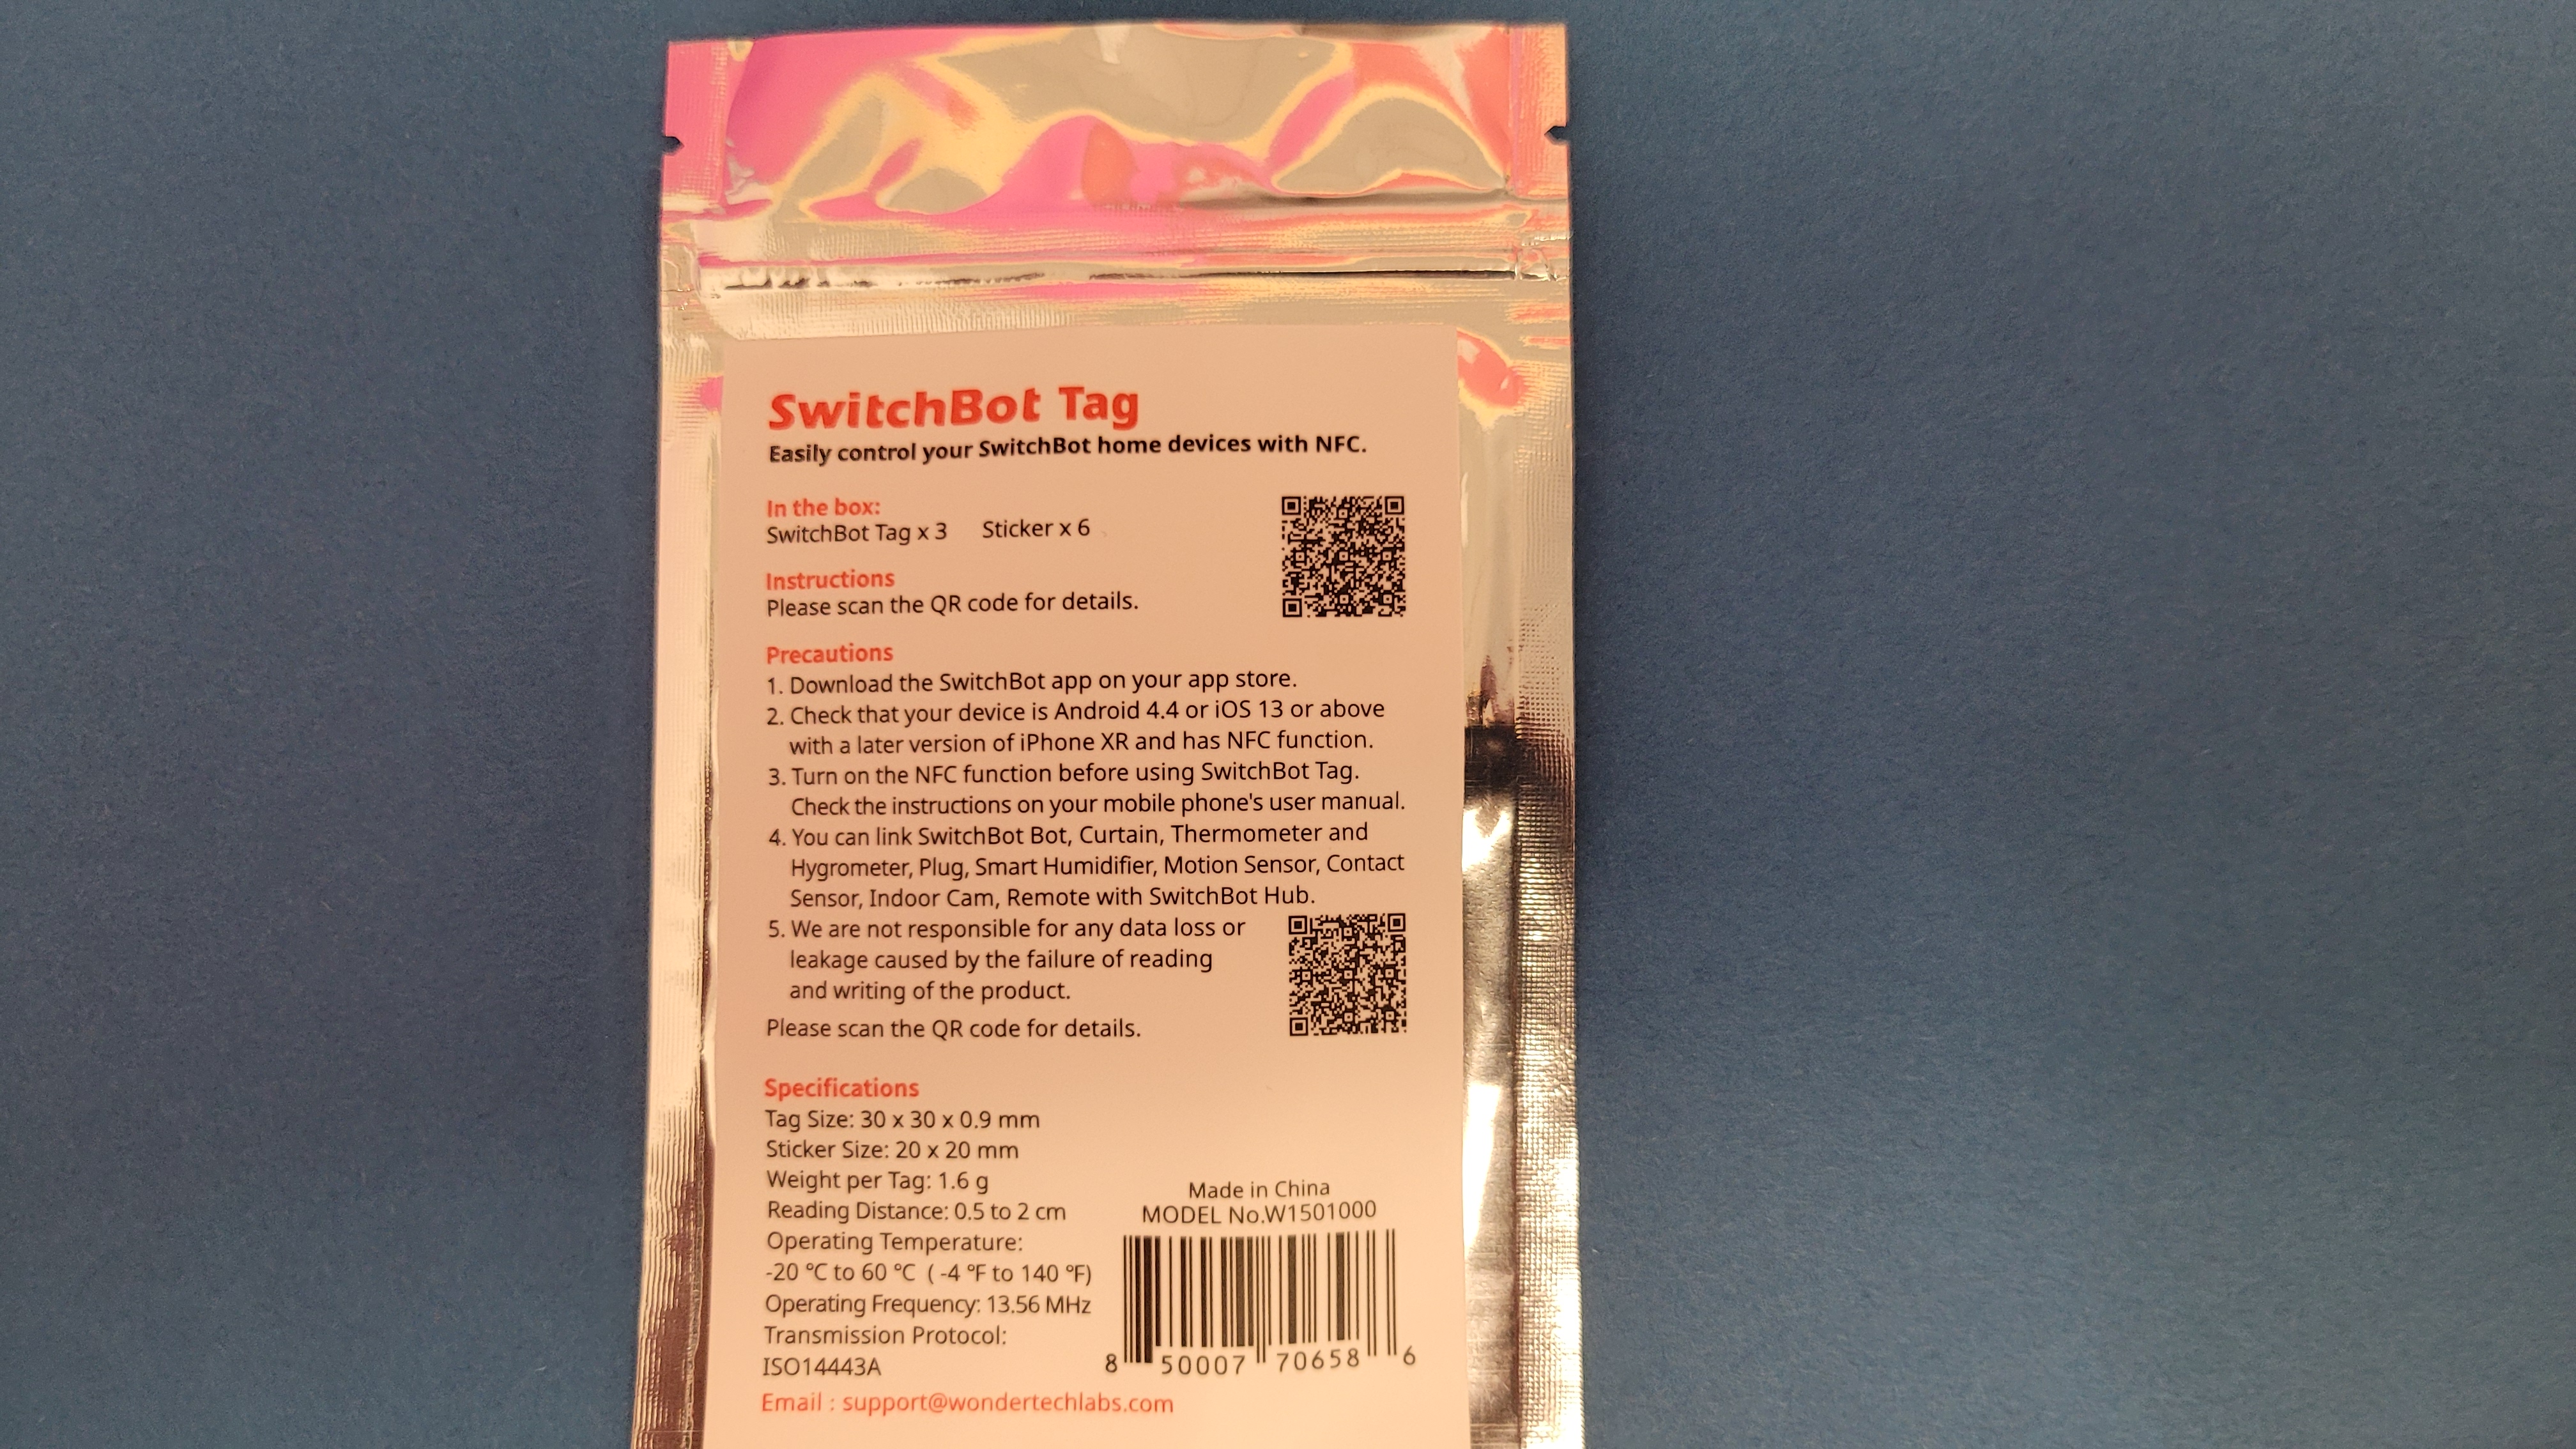 SwitchBot Tag
Easily control your SwitchBot home devices with NFC.
In the box:
SwitchBot Tag x 3 Sticker x 6
Instructions
Please scan the QR code for details.
Precautions
1. Download the SwitchBot app on your app store.
2. Check that your device is Android 4.4 or iOS 13 or above
with a later version of iPhone XR and has NFC function.
3. Turn on the NFC function before using SwitchBot Tag.
Check the instructions on your mobile phone's user manual.
4. You can link SwitchBot Bot, Curtain, Thermometer and
Hygrometer, Plug, Smart Humidifier, Motion Sensor, Contact
Sensor, Indoor Cam, Remote with SwitchBot Hub.
5. We are not responsible for any data loss or
leakage caused by the failure of reading
and writing of the product.
Please scan the QR code for details.
Specifications
Tag Size: 30 x 30 x 0.9 mm
Sticker Size: 20 x 20 mm
Weight per Tag: 1.6 g
Reading Distance: 0.5 to 2 cm
Operating Temperature:
-20 ℃ to 60 ℃ ( -4 ℉ to 140 ℉)
Operating Frequency: 13.56 MHz
Transmission Protocol:
ISO14443A
Made in China
MODEL No.W1501000
8 50007 70658 6
Email : support@wondertechlabs.com